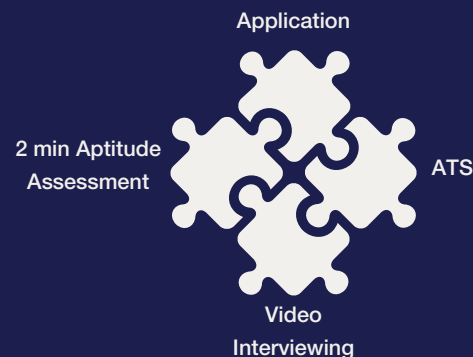 Application
2 min Aptitude
Assessment
ATS
Video
Interviewing